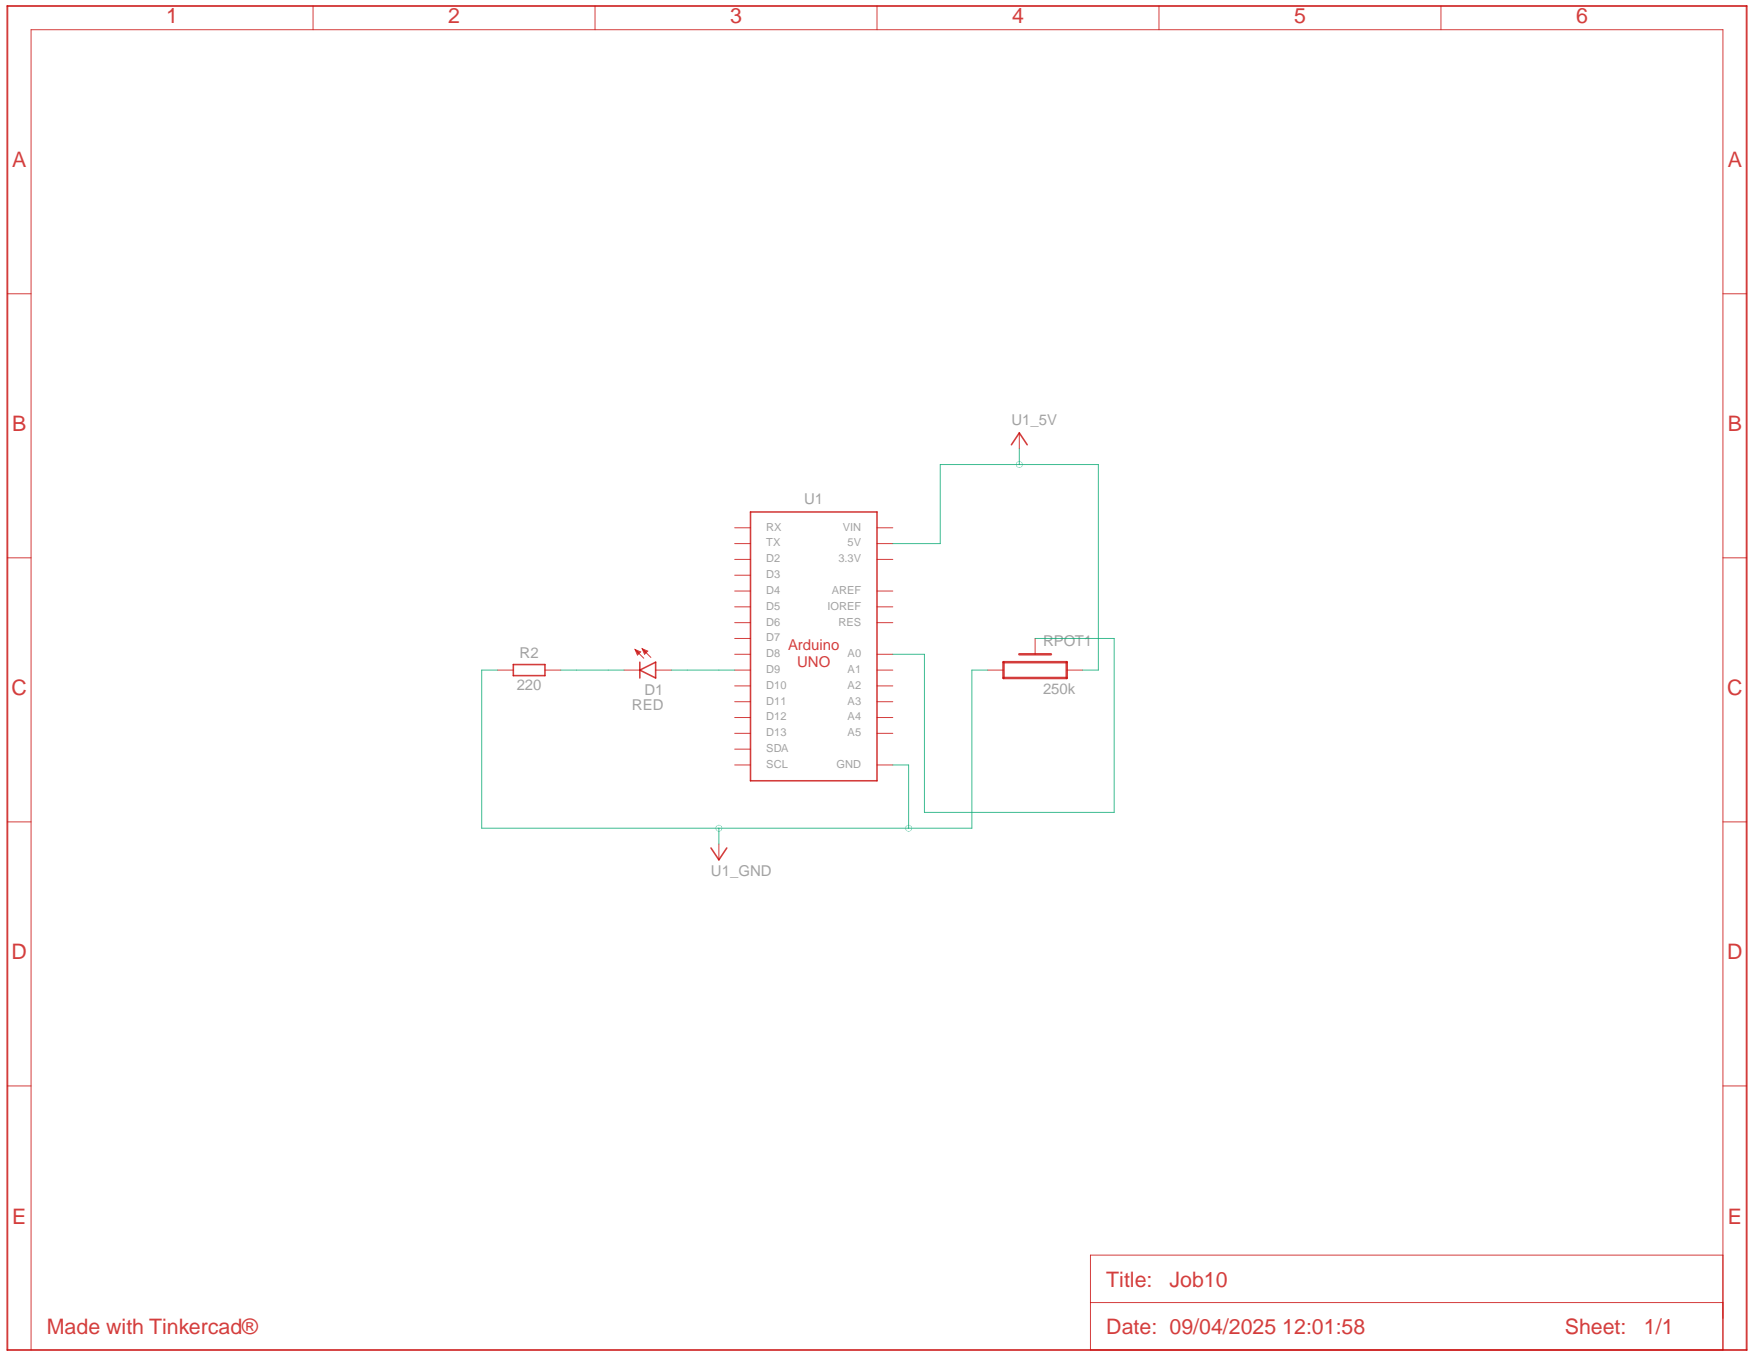 1 2 3 4 5 6
A A
B B
U1_5V
U1
RX VIN
TX 5V
D2 3.3V
D3
D4 AREF
D5 IOREF
D6 RES
D7
Arduino
UNO
RPOT1
D8 A0
R2
D9 A1
220
D1
RED
250k
C C
D10 A2
D11 A3
D12 A4
D13 A5
SDA
SCL GND
U1_GND
D D
E E
Title: Job10
Made with Tinkercad®
Date: 09/04/2025 12:01:58 Sheet: 1/1